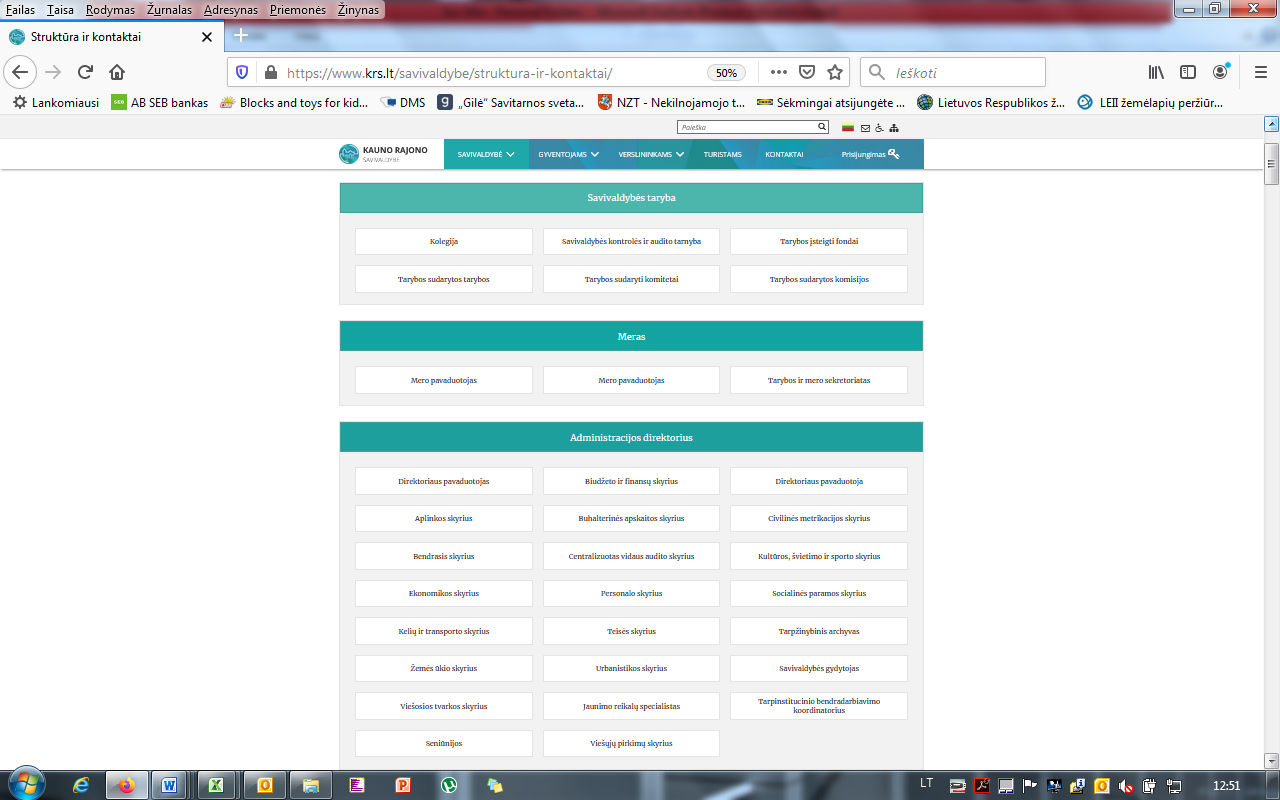 Failas Taisa Rodymas Žurnalas Adresynas Priemonės Žinynas
Struktūra ir kontaktai
https://www.krs.lt/savivaldybe/struktura-ir-kontaktai/
50%
Ieškoti
Lankomiausi
AB SEB bankas
Blocks and toys for kid...
DMS
„Gilė“ Savitarnos sveta...
NZT - Nekilnojamojo t...
Sėkmingai atsijungėte ...
Lietuvos Respublikos ž...
LEII žemėlapių peržiūr...
Paieška
KAUNO RAJONO
SAVIVALDYBĖ
SAVIVALDYBĖ
GYVENTOJAMS
VERSLININKAMS
TURISTAMS
KONTAKTAI
Prisijungimas
Savivaldybės taryba
Kolegija
Savivaldybės kontrolės ir audito tarnyba
Tarybos įsteigti fondai
Tarybos sudarytos tarybos
Tarybos sudaryti komitetai
Tarybos sudarytos komisijos
Meras
Mero pavaduotojas
Mero pavaduotojas
Tarybos ir mero sekretoriatas
Administracijos direktorius
Direktoriaus pavaduotojas
Biudžeto ir finansų skyrius
Direktoriaus pavaduotoja
Aplinkos skyrius
Buhalterinės apskaitos skyrius
Civilinės metrikacijos skyrius
Bendrasis skyrius
Centralizuotas vidaus audito skyrius
Kultūros, švietimo ir sporto skyrius
Ekonomikos skyrius
Personalo skyrius
Socialinės paramos skyrius
Kelių ir transporto skyrius
Teisės skyrius
Tarpžinybinis archyvas
Žemės ūkio skyrius
Urbanistikos skyrius
Savivaldybės gydytojas
Viešosios tvarkos skyrius
Jaunimo reikalų specialistas
Tarpinstitucinio bendradarbiavimo
koordinatorius
Seniūnijos
Viešųjų pirkimų skyrius
LT
12:51